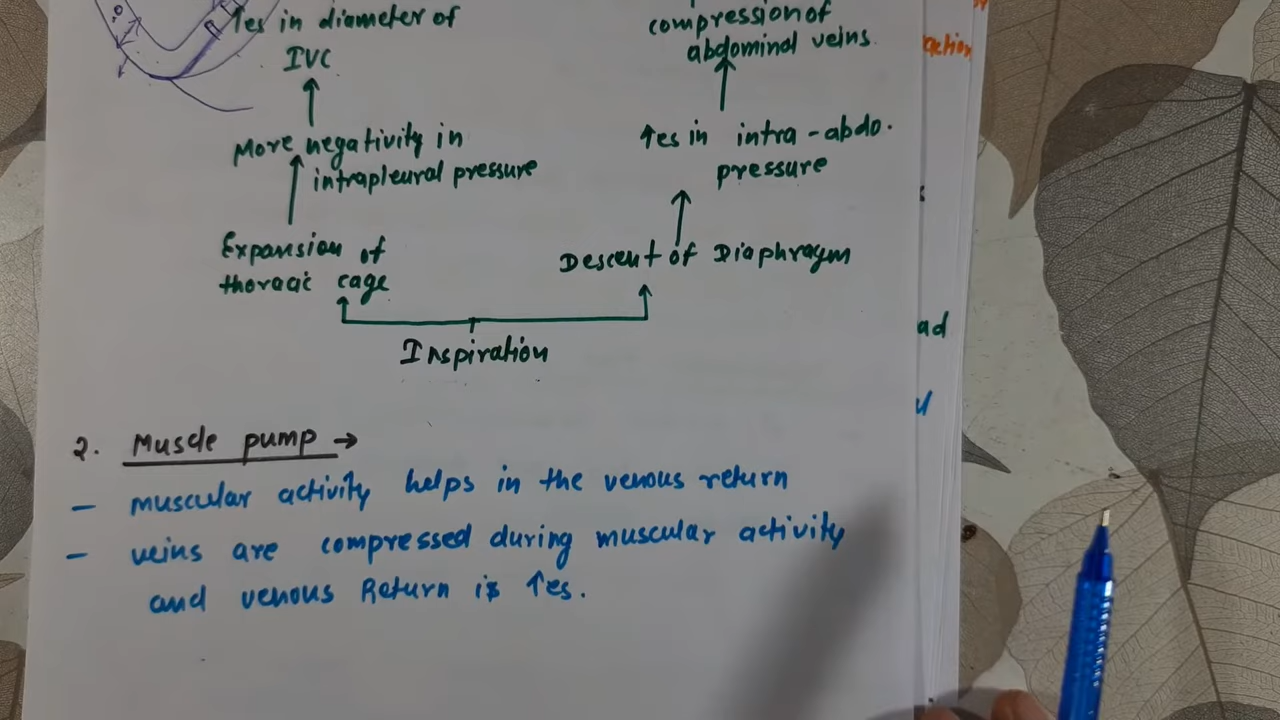 ↑es in diameter of
IVC
More negativity in
intrapleural pressure
Expansion of
thoracic cage
compression of
abdominal veins.
↑es in intra-abdo.
pressure
Descent of Diaphragm
Inspiration
2. Muscle pump →
- muscular activity helps in the venous return
- veins are compressed during muscular activity
and venous Return is ↑es.
action
ad